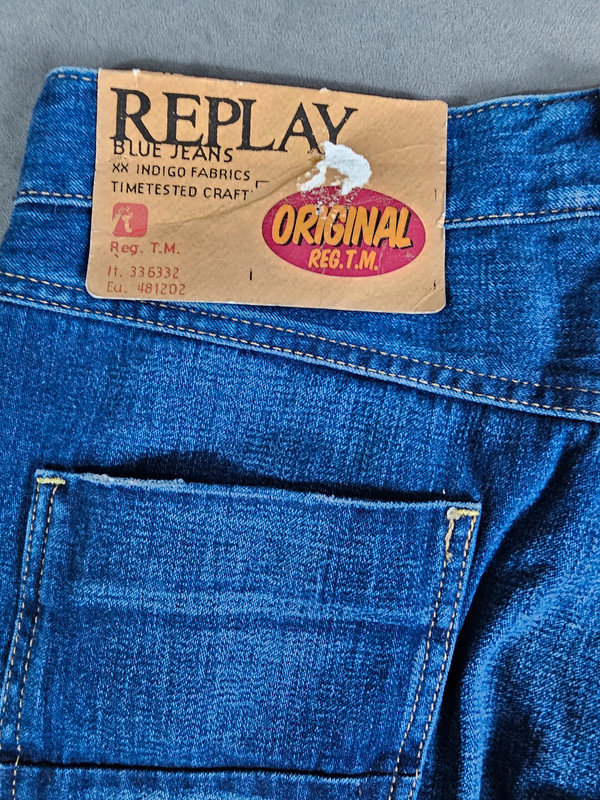 REPLAY
BLUE JEANS
XX INDIGO FABRICS
TIMETESTED CRAFT'
ORIGINAL
REG.T.M.
Reg. T.M.
It. 336332
Eu. 481202